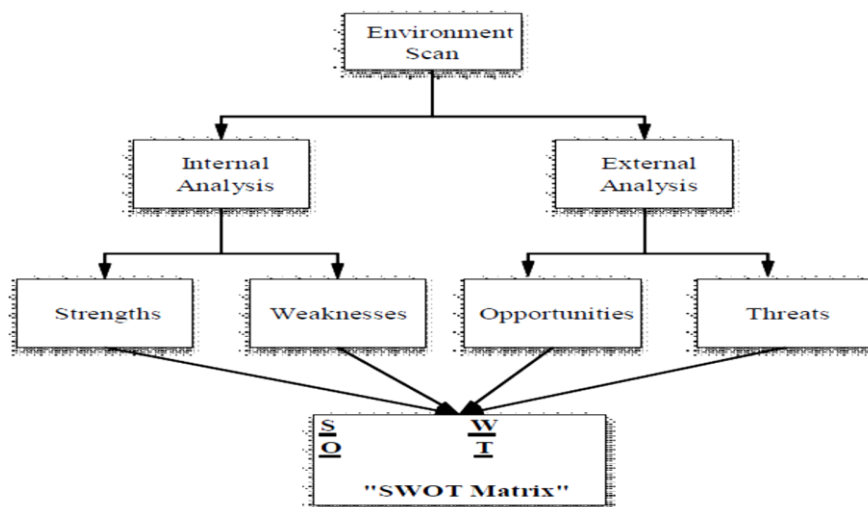 Environment
Scan
Internal
Analysis
External
Analysis
Strengths
Weaknesses
Opportunities
Threats
S W
O T
"SWOT Matrix"